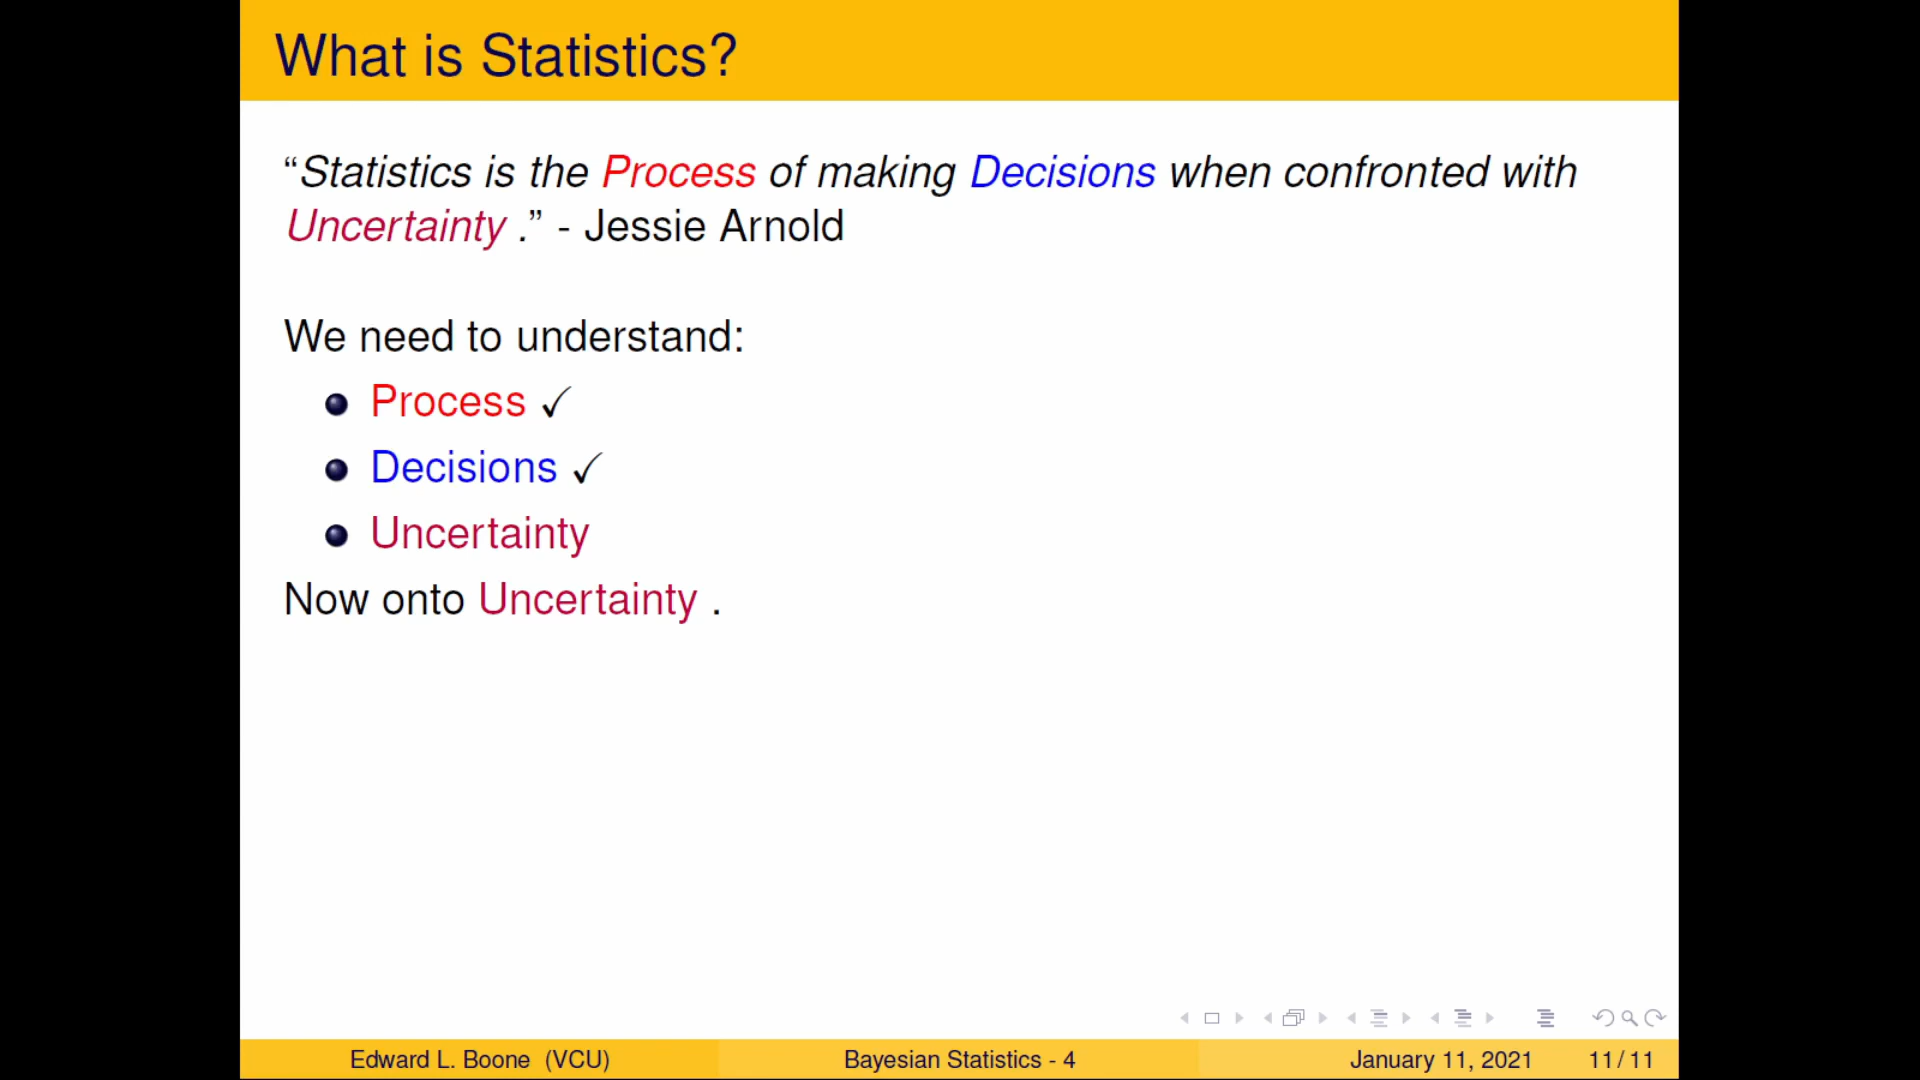 What is Statistics?
“Statistics is the Process of making Decisions when confronted with
Uncertainty .” - Jessie Arnold
We need to understand:
Process ✓
Decisions ✓
Uncertainty
Now onto Uncertainty .
Edward L. Boone (VCU) Bayesian Statistics - 4 January 11, 2021 11 / 11